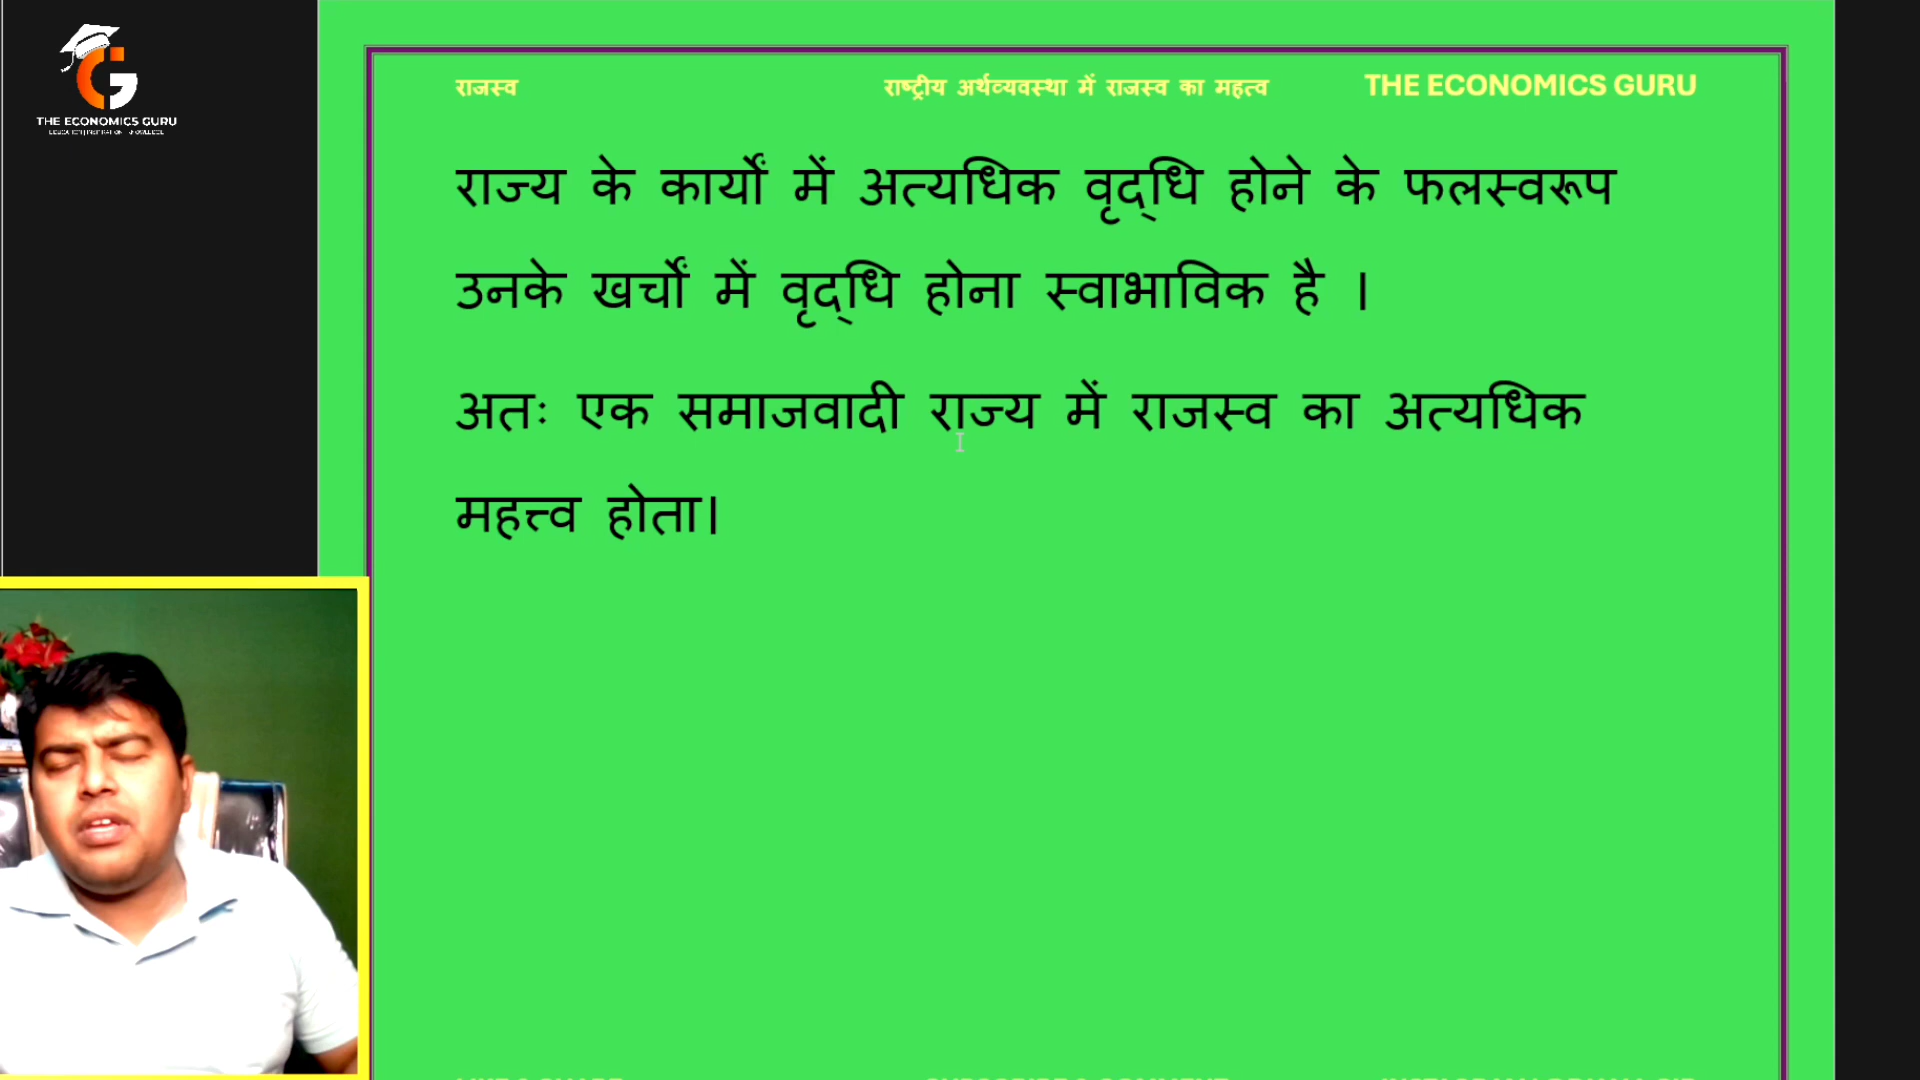 THE ECONOMICS GURU
राजस्व राष्ट्रीय अर्थव्यवस्था में राजस्व का महत्व THE ECONOMICS GURU
राज्य के कार्यों में अत्यधिक वृद्धि होने के फलस्वरूप
उनके खर्चों में वृद्धि होना स्वाभाविक है ।
अतः एक समाजवादी राज्य में राजस्व का अत्यधिक
महत्त्व होता।